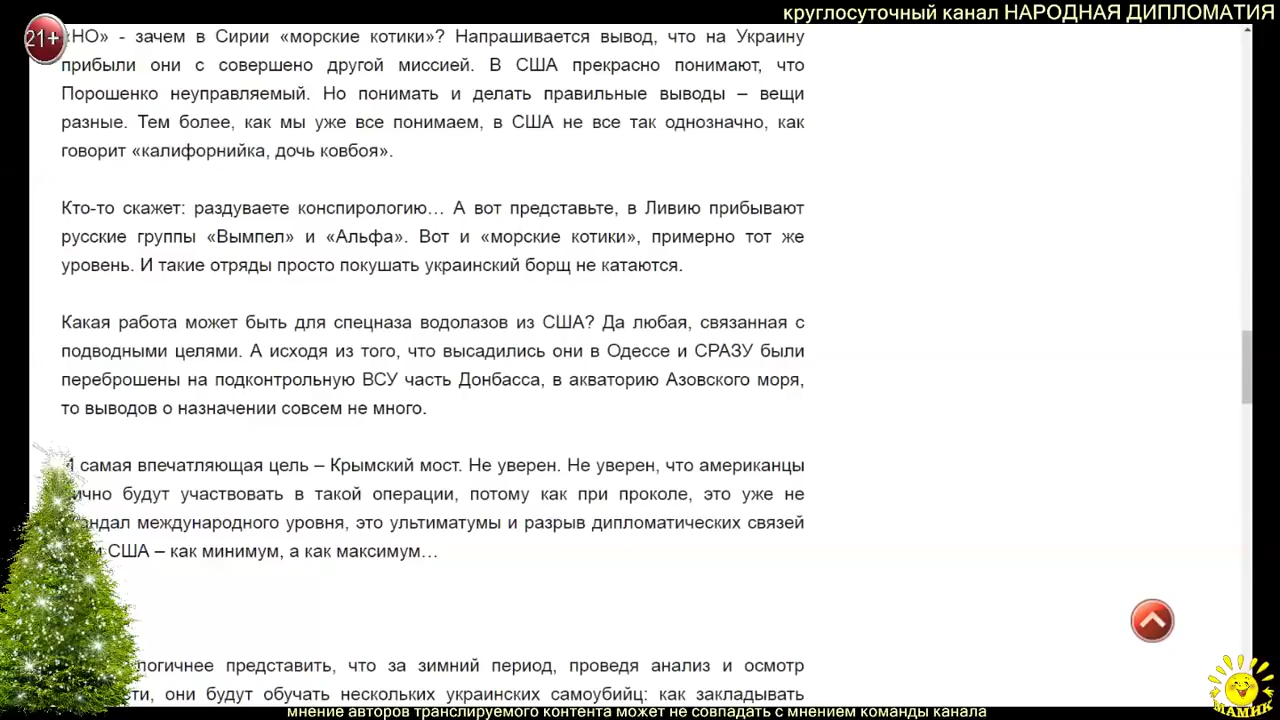 круглосуточный канал НАРОДНАЯ ДИПЛОМАТИЯ
21+
«НО» - зачем в Сирии «морские котики»? Напрашивается вывод, что на Украину
прибыли они с совершено другой миссией. В США прекрасно понимают, что
Порошенко неуправляемый. Но понимать и делать правильные выводы – вещи
разные. Тем более, как мы уже все понимаем, в США не все так однозначно, как
говорит «калифорнийка, дочь ковбоя».
Кто-то скажет: раздуваете конспирологию… А вот представьте, в Ливию прибывают
русские группы «Вымпел» и «Альфа». Вот и «морские котики», примерно тот же
уровень. И такие отряды просто покушать украинский борщ не катаются.
Какая работа может быть для спецназа водолазов из США? Да любая, связанная с
подводными целями. А исходя из того, что высадились они в Одессе и СРАЗУ были
переброшены на подконтрольную ВСУ часть Донбасса, в акваторию Азовского моря,
то выводов о назначении совсем не много.
И самая впечатляющая цель – Крымский мост. Не уверен. Не уверен, что американцы
будут участвовать в такой операции, потому как при проколе, это уже не
международного уровня, это ультиматумы и разрыв дипломатических связей
США – как минимум, а как максимум…
представить, что за зимний период, проведя анализ и осмотр
они будут обучать нескольких украинских самоубийц: как закладывать
МАМИК
мнение авторов транслируемого контента может не совпадать с мнением команды канала